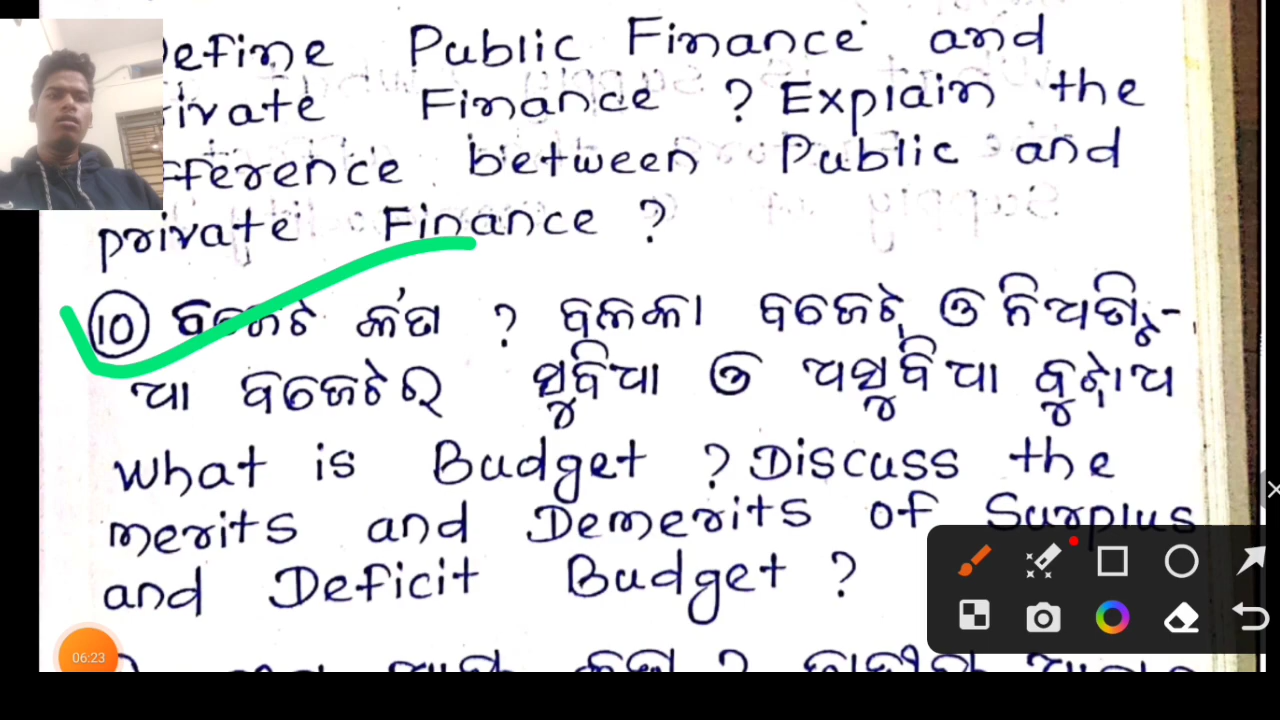 efine Public Finance and
ivate Finance ? Explain the
fference between Public and
private Finance ?
10 ବଜେଟ କ'ଣ ? ବଳକା ବଜେଟ୍ ଓ ନିଅଣ୍ଟି-
ଆ ବଜେଟର ସୁବିଧା ଓ ଅସୁବିଧା ବୁଝାଅ
What is Budget ? Discuss the
merits and Demerits of Surplus
and Deficit Budget ?
06:23